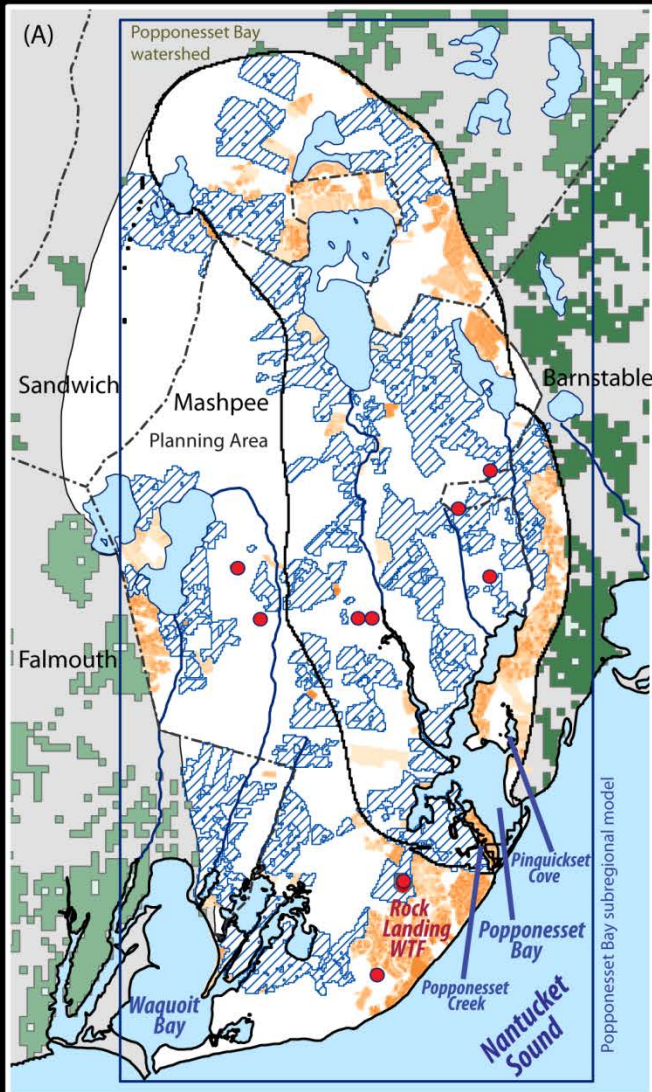 (A)
Popponesset Bay
watershed
Sandwich
Mashpee
Planning Area
Barnstable
Falmouth
Pinquickset
Cove
Rock
Landing
WTF
Popponesset
Bay
Popponesset
Creek
Waquoit
Bay
Nantucket
Sound
Popponesset Bay subregional model